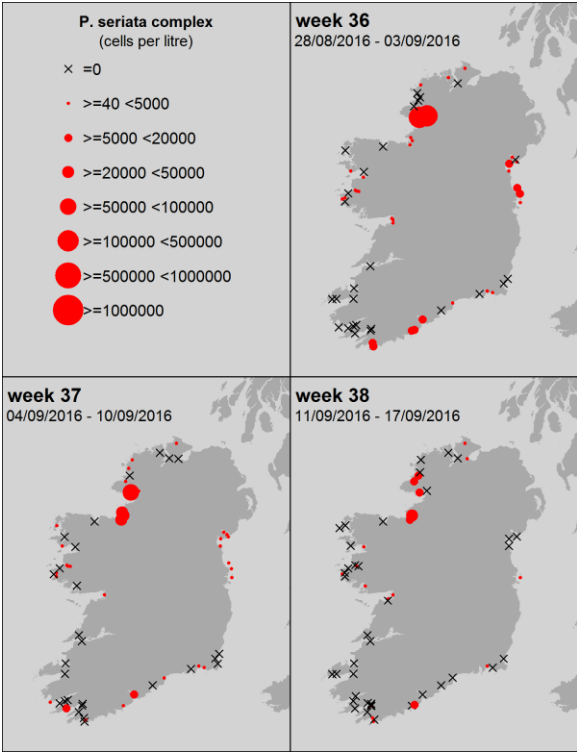 P. seriata complex
(cells per litre)
=0
>=40 <5000
>=5000 <20000
>=20000 <50000
>=50000 <100000
>=100000 <500000
>=500000 <1000000
>=1000000
week 36
28/08/2016 - 03/09/2016
week 37
04/09/2016 - 10/09/2016
week 38
11/09/2016 - 17/09/2016